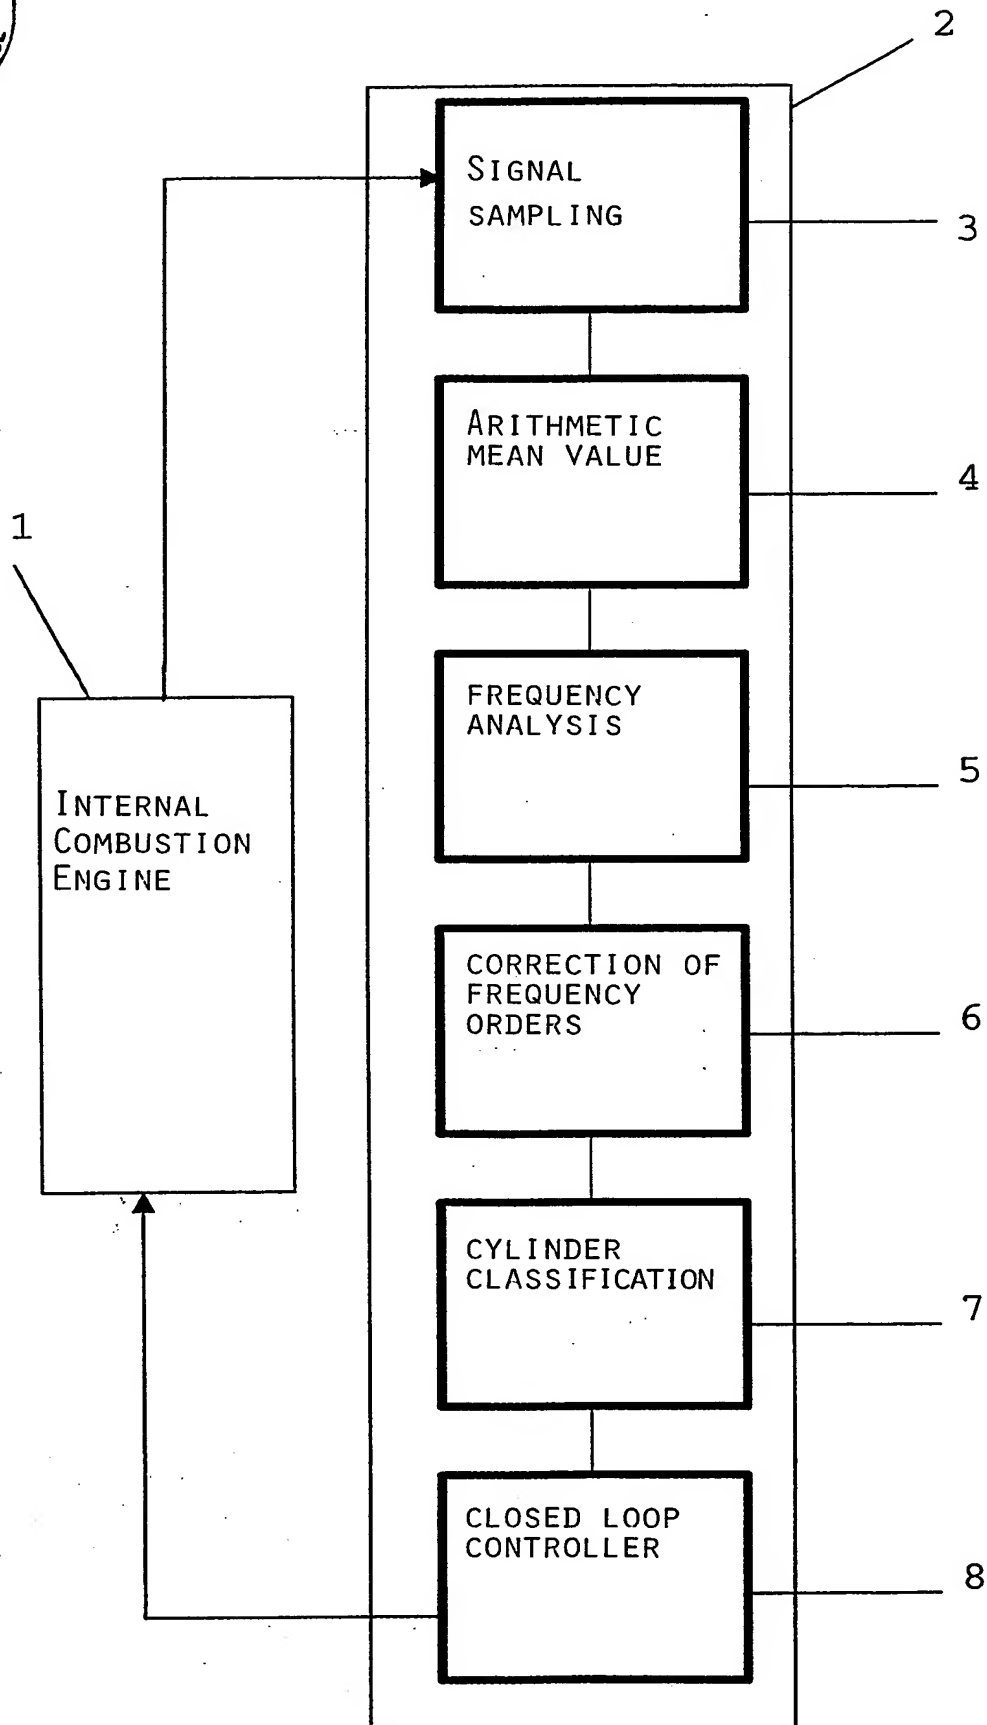 2
SIGNAL
SAMPLING
3
ARITHMETIC
MEAN VALUE
4
1
FREQUENCY
ANALYSIS
5
INTERNAL
COMBUSTION
ENGINE
CORRECTION OF
FREQUENCY
ORDERS
6
CYLINDER
CLASSIFICATION
7
CLOSED LOOP
CONTROLLER
8